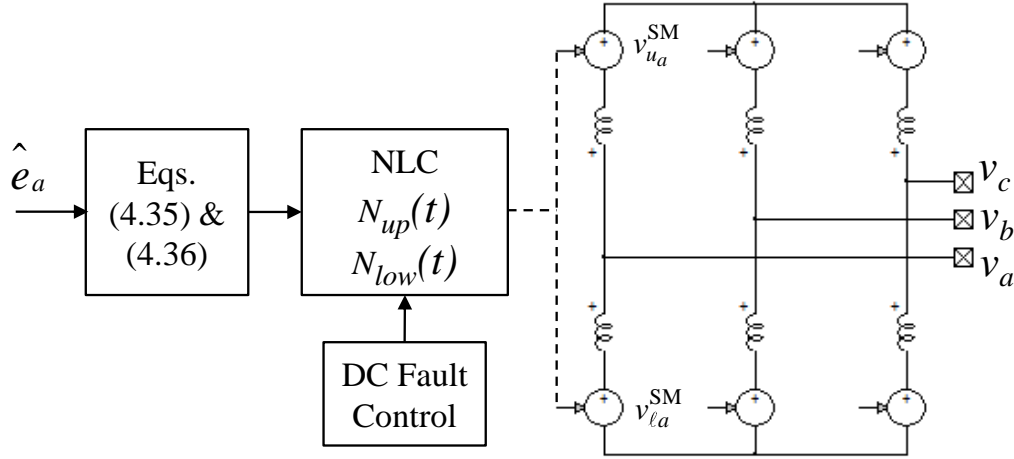 ê_a
Eqs.
(4.35) &
(4.36)
NLC
N_up(t)
N_low(t)
DC Fault
Control
v_{u_a}^{SM}
v_{ℓa}^{SM}
+
+
+
+
+
+
+
+
+
+
+
+
v_c
v_b
v_a